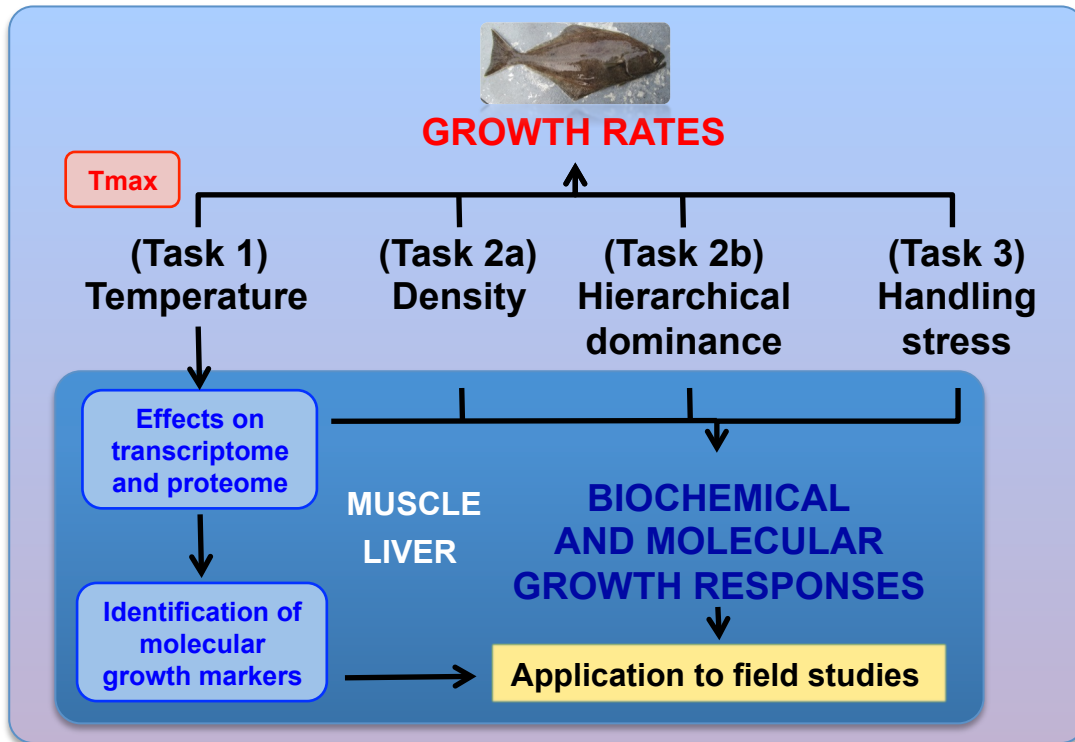 GROWTH RATES
Tmax
(Task 1)
Temperature
(Task 2a)
Density
(Task 2b)
Hierarchical
dominance
(Task 3)
Handling
stress
Effects on
transcriptome
and proteome
MUSCLE
LIVER
BIOCHEMICAL
AND MOLECULAR
GROWTH RESPONSES
Identification of
molecular
growth markers
Application to field studies